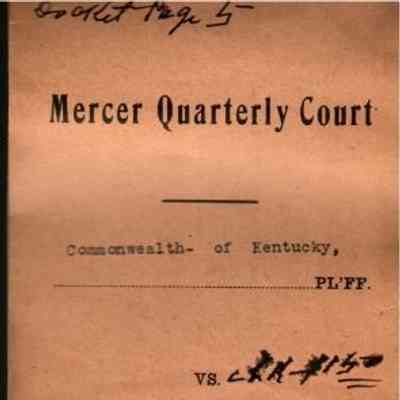 Docket Page 5
Mercer Quarterly Court
Commonwealth- of Kentucky,
PL'FF.
VS.